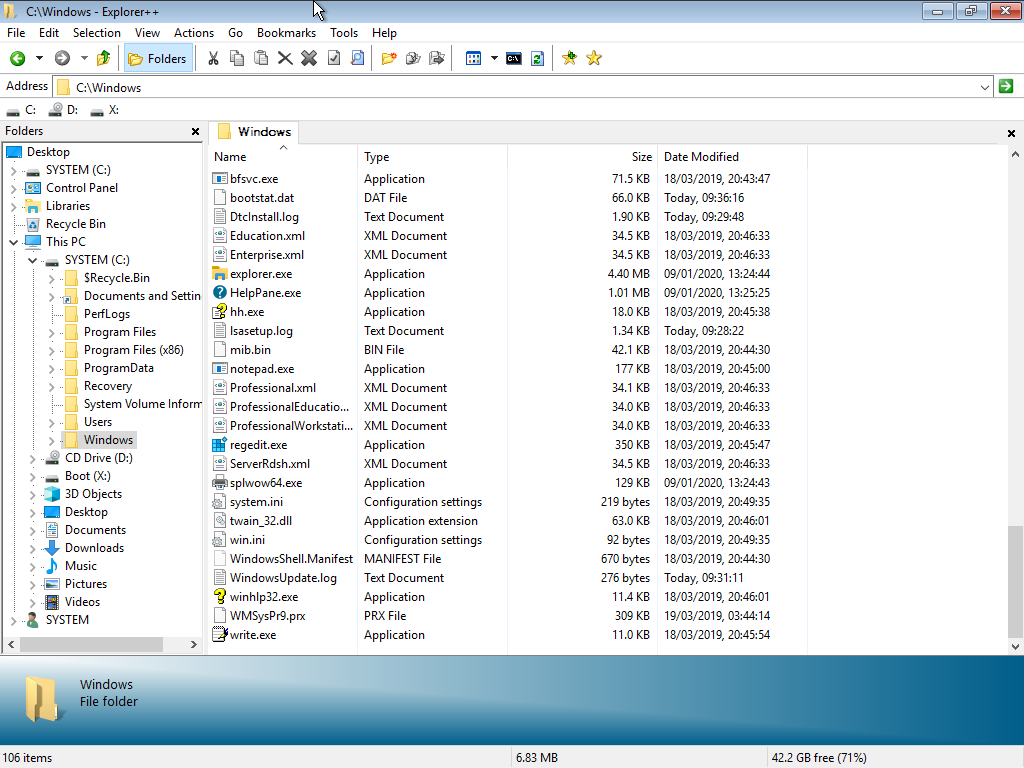 C:\Windows - Explorer++
File Edit Selection View Actions Go Bookmarks Tools Help
Folders
Address C:\Windows
C: D: X:
Folders
Desktop
SYSTEM (C:)
Control Panel
Libraries
Recycle Bin
This PC
SYSTEM (C:)
$Recycle.Bin
Documents and Settin
PerfLogs
Program Files
Program Files (x86)
ProgramData
Recovery
System Volume Inform
Users
Windows
CD Drive (D:)
Boot (X:)
3D Objects
Desktop
Documents
Downloads
Music
Pictures
Videos
SYSTEM
Windows
Name Type Size Date Modified
bfsvc.exe Application 71.5 KB 18/03/2019, 20:43:47
bootstat.dat DAT File 66.0 KB Today, 09:36:16
DtcInstall.log Text Document 1.90 KB Today, 09:29:48
Education.xml XML Document 34.5 KB 18/03/2019, 20:46:33
Enterprise.xml XML Document 34.5 KB 18/03/2019, 20:46:33
explorer.exe Application 4.40 MB 09/01/2020, 13:24:44
HelpPane.exe Application 1.01 MB 09/01/2020, 13:25:25
hh.exe Application 18.0 KB 18/03/2019, 20:45:38
lsasetup.log Text Document 1.34 KB Today, 09:28:22
mib.bin BIN File 42.1 KB 18/03/2019, 20:44:30
notepad.exe Application 177 KB 18/03/2019, 20:45:00
Professional.xml XML Document 34.1 KB 18/03/2019, 20:46:33
ProfessionalEducatio... XML Document 34.0 KB 18/03/2019, 20:46:33
ProfessionalWorkstati... XML Document 34.0 KB 18/03/2019, 20:46:33
regedit.exe Application 350 KB 18/03/2019, 20:45:47
ServerRdsh.xml XML Document 34.5 KB 18/03/2019, 20:46:33
splwow64.exe Application 129 KB 09/01/2020, 13:24:43
system.ini Configuration settings 219 bytes 18/03/2019, 20:49:35
twain_32.dll Application extension 63.0 KB 18/03/2019, 20:46:01
win.ini Configuration settings 92 bytes 18/03/2019, 20:49:35
WindowsShell.Manifest MANIFEST File 670 bytes 18/03/2019, 20:44:30
WindowsUpdate.log Text Document 276 bytes Today, 09:31:11
winhlp32.exe Application 11.4 KB 18/03/2019, 20:46:01
WMSysPr9.prx PRX File 309 KB 19/03/2019, 03:44:14
write.exe Application 11.0 KB 18/03/2019, 20:45:54
Windows
File folder
106 items 6.83 MB 42.2 GB free (71%)